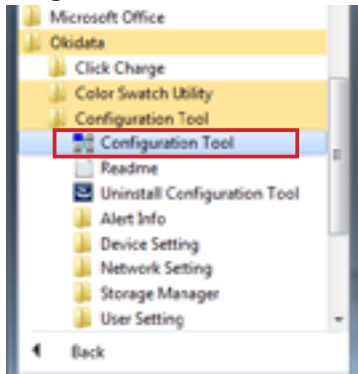 Microsoft Office
Okidata
Click Charge
Color Swatch Utility
Configuration Tool
Configuration Tool
Readme
Uninstall Configuration Tool
Alert Info
Device Setting
Network Setting
Storage Manager
User Setting
Back